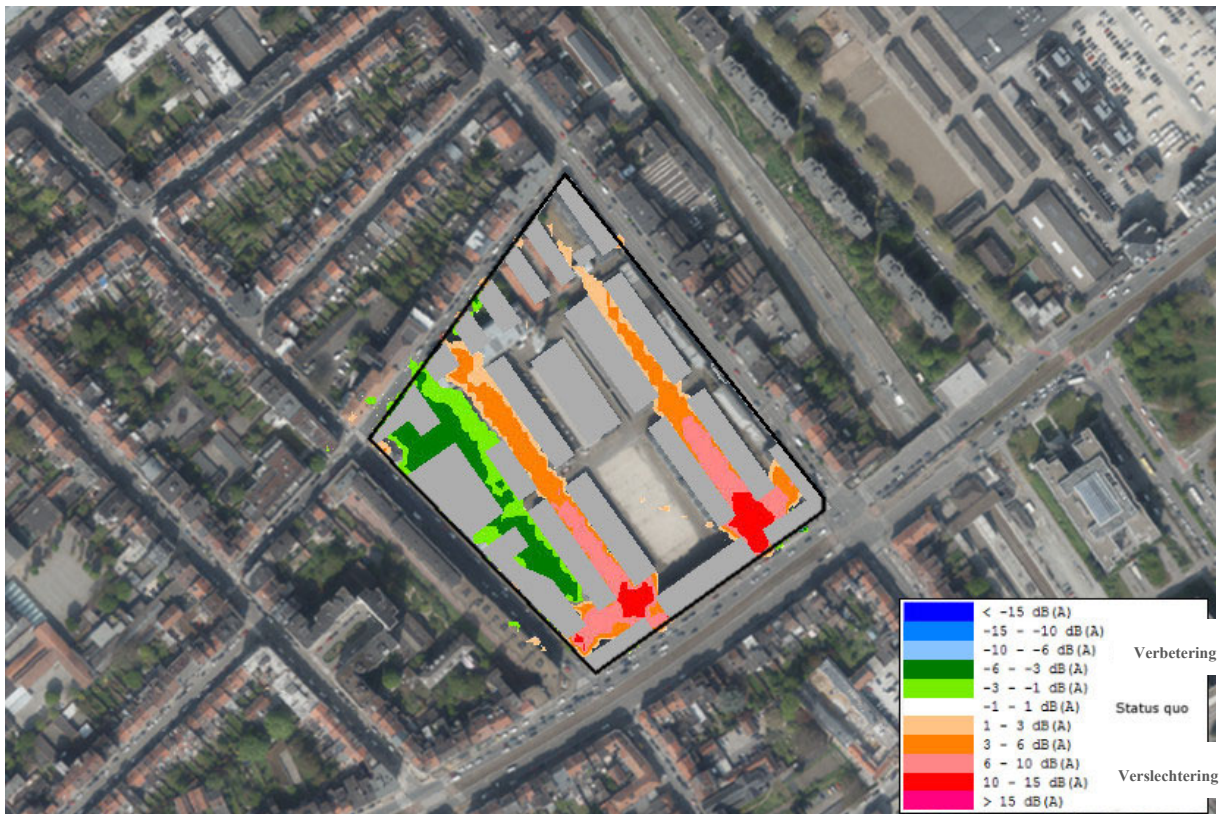 < -15 dB(A)
-15 - -10 dB(A)
-10 - -6 dB(A)
Verbetering
-6 - -3 dB(A)
-3 - -1 dB(A)
-1 - 1 dB(A)
Status quo
1 - 3 dB(A)
3 - 6 dB(A)
6 - 10 dB(A)
Verslechtering
10 - 15 dB(A)
> 15 dB(A)